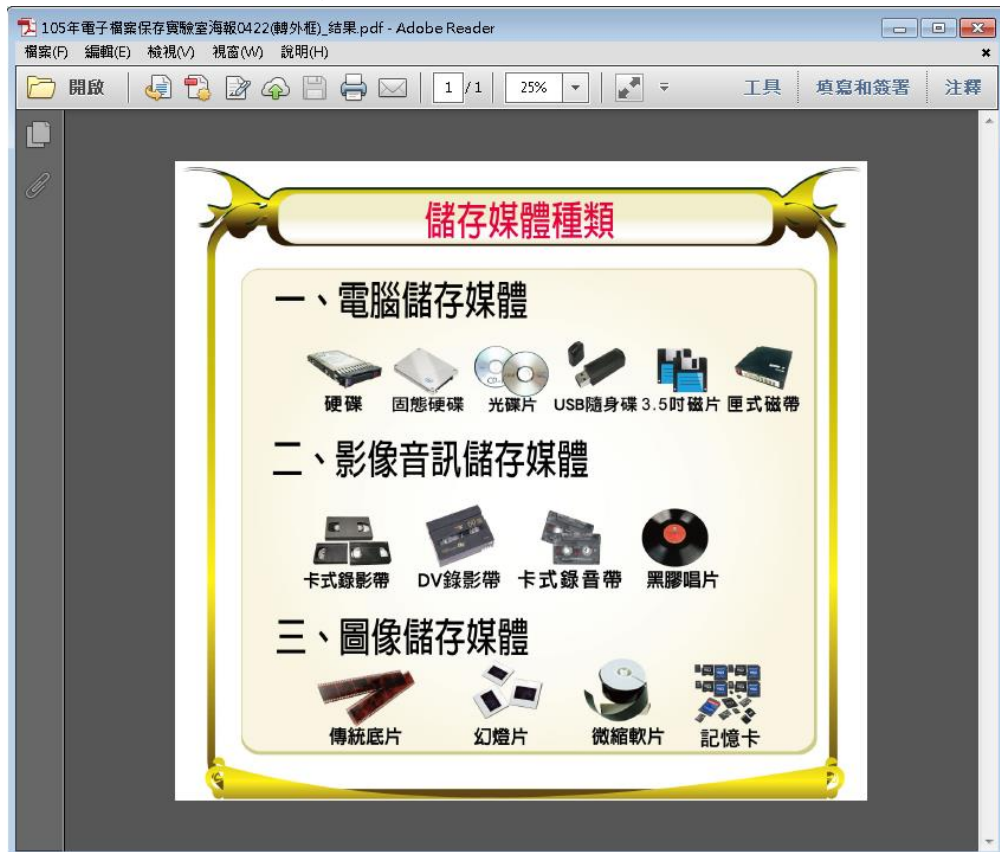 105年電子檔案保存實驗室海報0422(轉外框)_結果.pdf - Adobe Reader
檔案(F) 編輯(E) 檢視(V) 視窗(W) 說明(H)
開啟 1 / 1 25% 工具 填寫和簽署 注釋
儲存媒體種類
一、電腦儲存媒體
硬碟 固態硬碟 光碟片 USB隨身碟 3.5吋磁片 匣式磁帶
二、影像音訊儲存媒體
卡式錄影帶 DV錄影帶 卡式錄音帶 黑膠唱片
三、圖像儲存媒體
傳統底片 幻燈片 微縮軟片 記憶卡